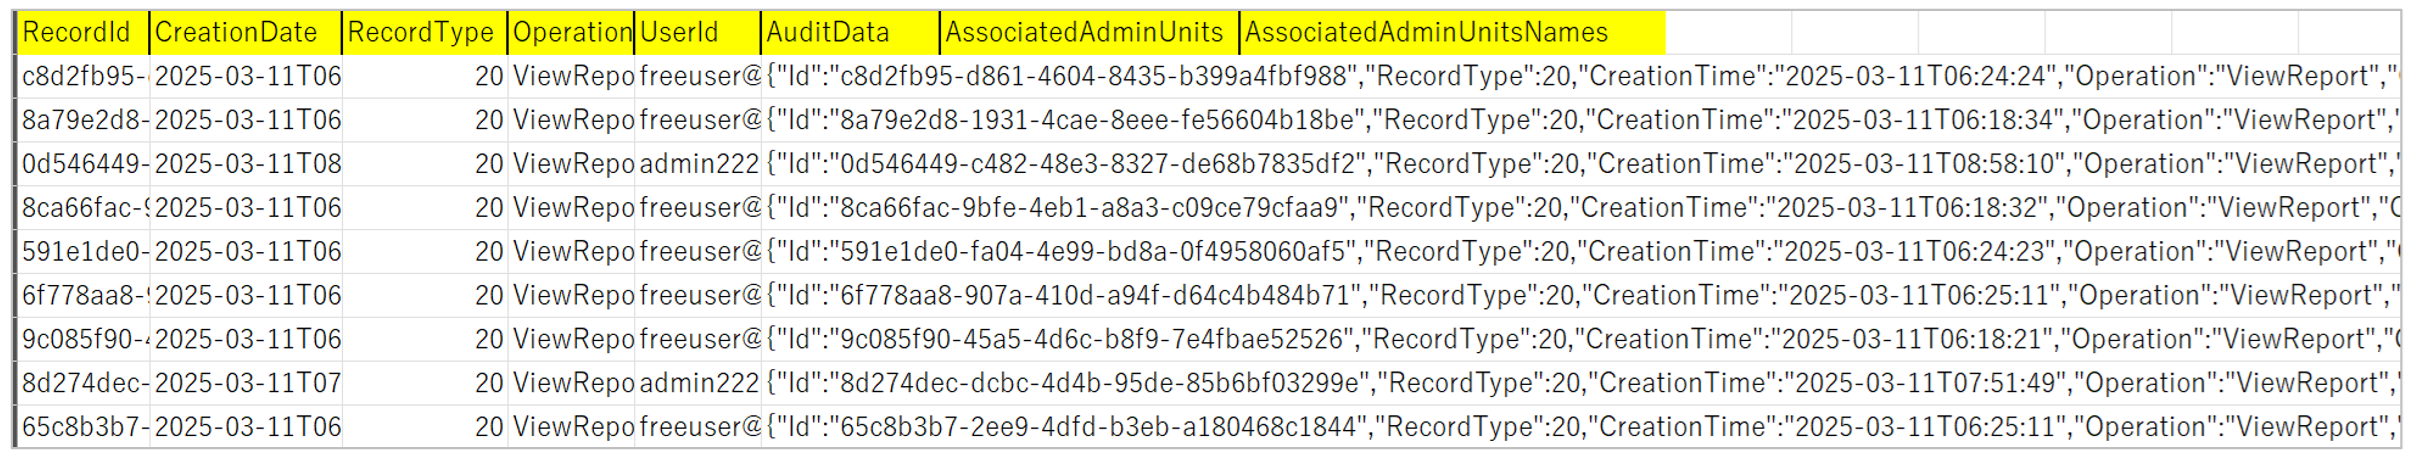 RecordId CreationDate RecordType Operation UserId AuditData AssociatedAdminUnits AssociatedAdminUnitsNames
c8d2fb95- 2025-03-11T06 20 ViewRepo freeuser@ {"Id":"c8d2fb95-d861-4604-8435-b399a4fbf988","RecordType":20,"CreationTime":"2025-03-11T06:24:24","Operation":"ViewReport","
8a79e2d8- 2025-03-11T06 20 ViewRepo freeuser@ {"Id":"8a79e2d8-1931-4cae-8eee-fe56604b18be","RecordType":20,"CreationTime":"2025-03-11T06:18:34","Operation":"ViewReport","
0d546449- 2025-03-11T08 20 ViewRepo admin222 {"Id":"0d546449-c482-48e3-8327-de68b7835df2","RecordType":20,"CreationTime":"2025-03-11T08:58:10","Operation":"ViewReport","
8ca66fac-9 2025-03-11T06 20 ViewRepo freeuser@ {"Id":"8ca66fac-9bfe-4eb1-a8a3-c09ce79cfaa9","RecordType":20,"CreationTime":"2025-03-11T06:18:32","Operation":"ViewReport","O
591e1de0- 2025-03-11T06 20 ViewRepo freeuser@ {"Id":"591e1de0-fa04-4e99-bd8a-0f4958060af5","RecordType":20,"CreationTime":"2025-03-11T06:24:23","Operation":"ViewReport","
6f778aa8-9 2025-03-11T06 20 ViewRepo freeuser@ {"Id":"6f778aa8-907a-410d-a94f-d64c4b484b71","RecordType":20,"CreationTime":"2025-03-11T06:25:11","Operation":"ViewReport","
9c085f90-4 2025-03-11T06 20 ViewRepo freeuser@ {"Id":"9c085f90-45a5-4d6c-b8f9-7e4fbae52526","RecordType":20,"CreationTime":"2025-03-11T06:18:21","Operation":"ViewReport","O
8d274dec- 2025-03-11T07 20 ViewRepo admin222 {"Id":"8d274dec-dcbc-4d4b-95de-85b6bf03299e","RecordType":20,"CreationTime":"2025-03-11T07:51:49","Operation":"ViewReport","
65c8b3b7- 2025-03-11T06 20 ViewRepo freeuser@ {"Id":"65c8b3b7-2ee9-4dfd-b3eb-a180468c1844","RecordType":20,"CreationTime":"2025-03-11T06:25:11","Operation":"ViewReport","